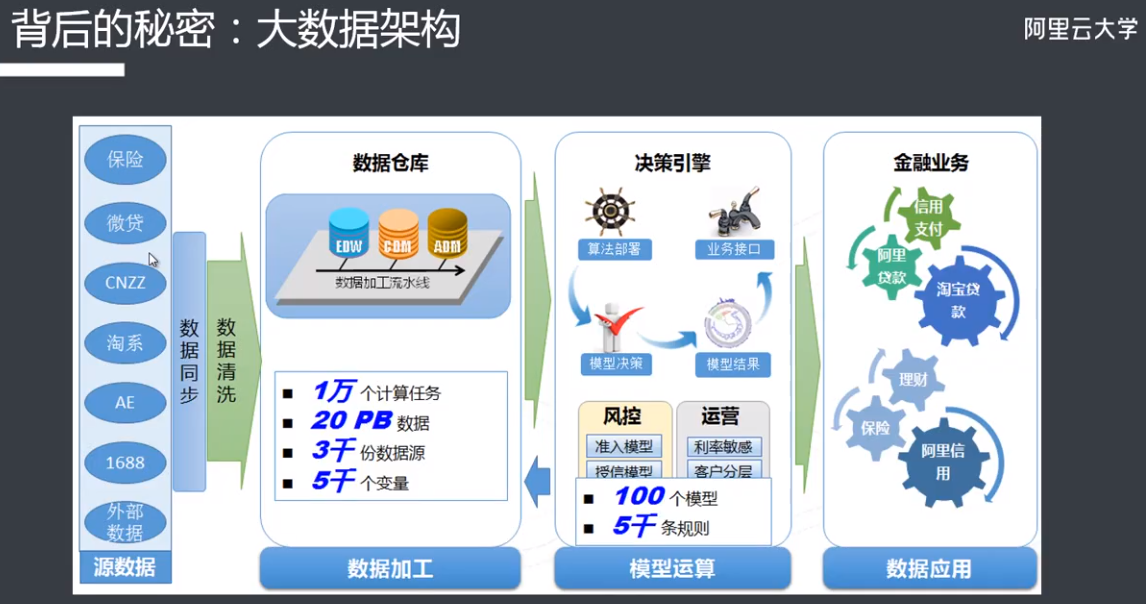 背后的秘密：大数据架构
阿里云大学
保险
微贷
CNZZ
淘系
AE
1688
外部
数据
源数据
数据同步
数据清洗
数据仓库
EDW
CDM
ADM
数据加工流水线
1万 个计算任务
20 PB 数据
3千 份数据源
5千 个变量
数据加工
决策引擎
算法部署
业务接口
模型决策
模型结果
风控
准入模型
授信模型
运营
利率敏感
客户分层
100 个模型
5千 条规则
模型运算
金融业务
信用
支付
阿里
贷款
淘宝贷
款
理财
保险
阿里信
用
数据应用